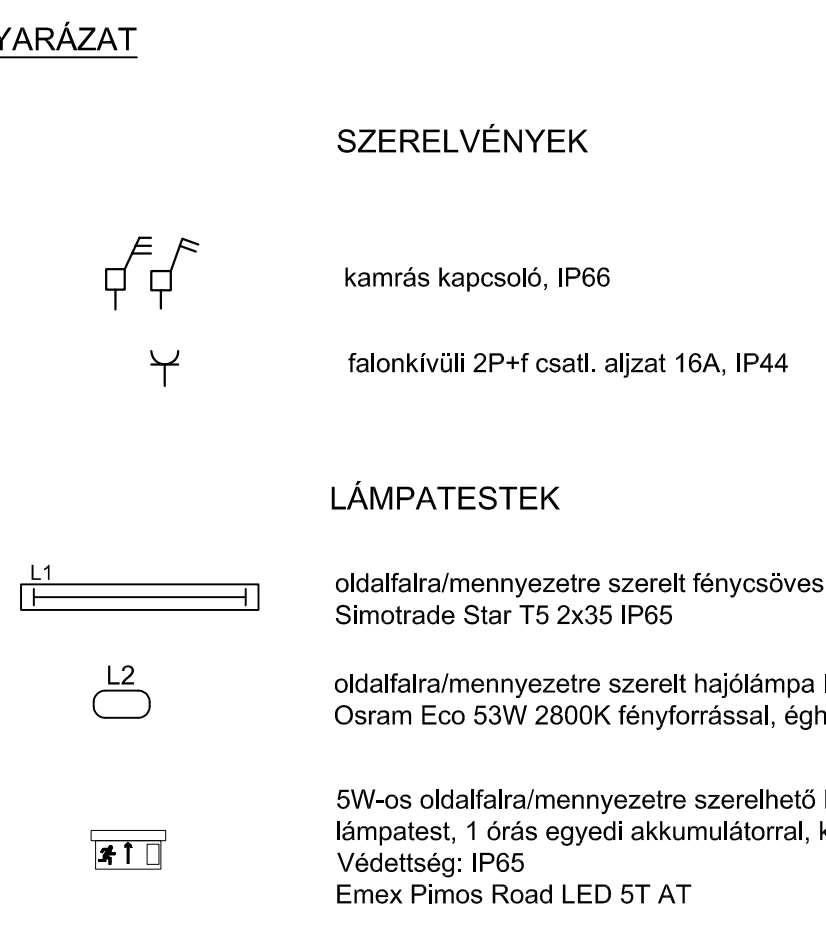 YARÁZAT
SZERELVÉNYEK
kamrás kapcsoló, IP66
falonkívüli 2P+f csatl. aljzat 16A, IP44
LÁMPATESTEK
L1
oldalfalra/mennyezetre szerelt fénycsöves
Simotrade Star T5 2x35 IP65
L2
oldalfalra/mennyezetre szerelt hajólámpa
Osram Eco 53W 2800K fényforrással, égh
5W-os oldalfalra/mennyezetre szerelhető
lámpatest, 1 órás egyedi akkumulátorral, k
Védettség: IP65
Emex Pimos Road LED 5T AT